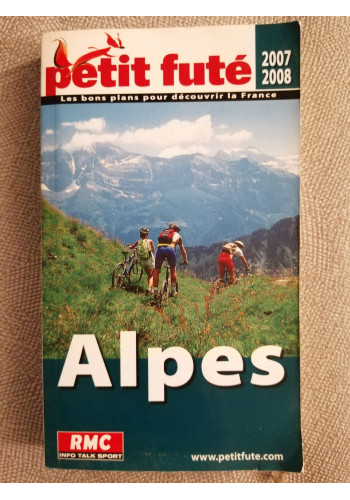 petit futé
2007
2008
Les bons plans pour découvrir la France
Alpes
RMC
INFO TALK SPORT
www.petitfute.com